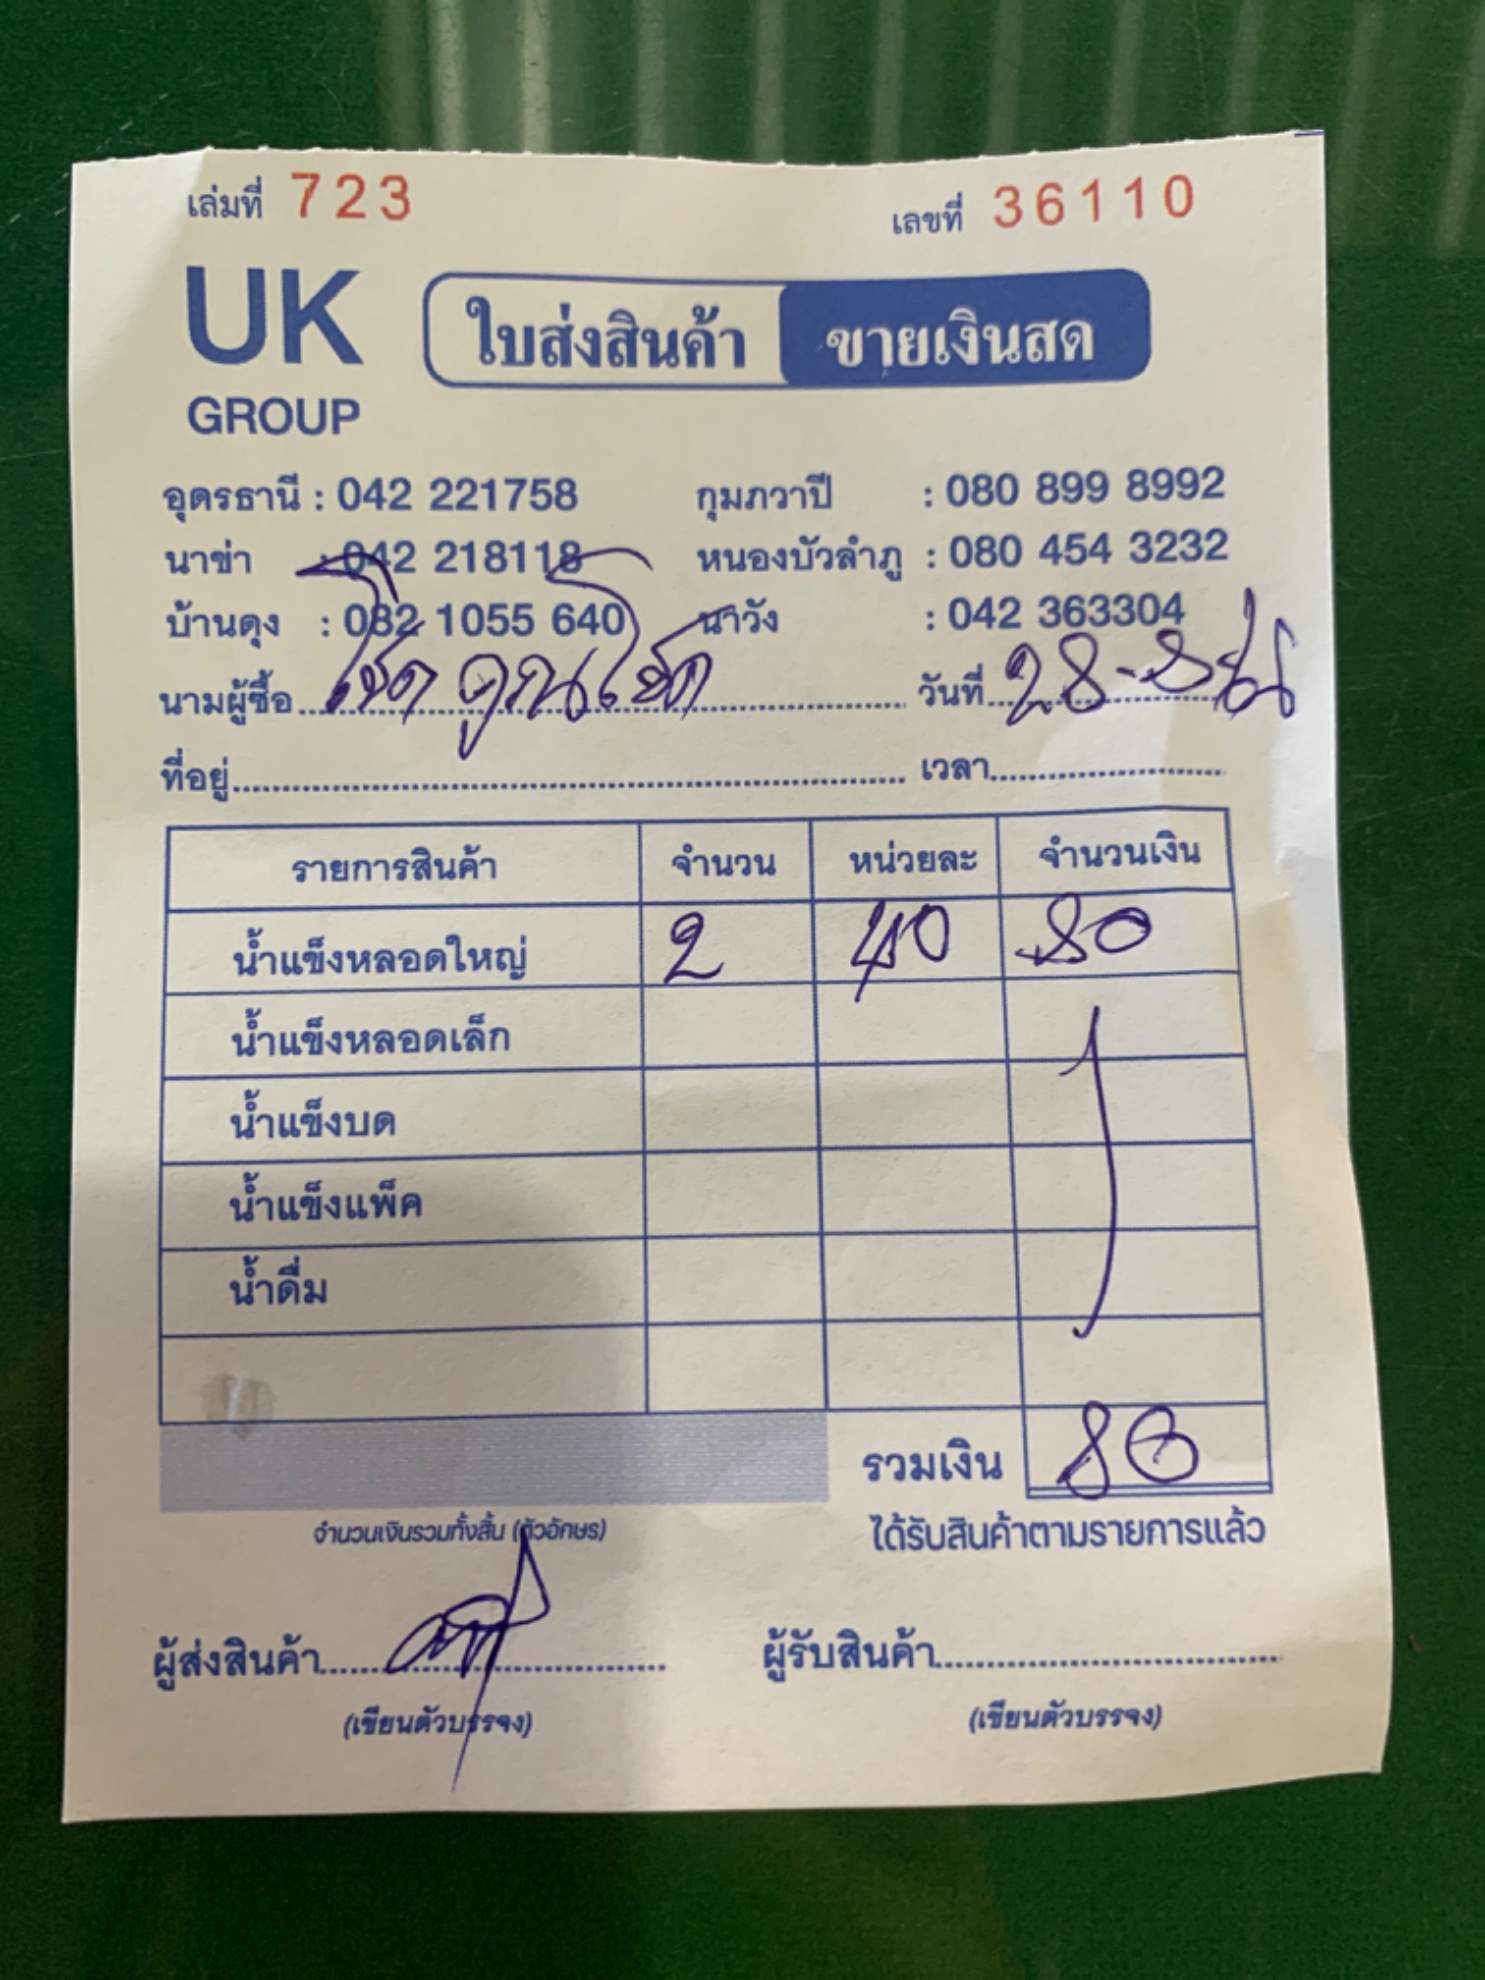 เล่มที่ 723 เลขที่ 36110
UK GROUP
ใบส่งสินค้า ขายเงินสด
อุดรธานี : 042 221758 กุมภวาปี : 080 899 8992
นาข่า : 042 218118 หนองบัวลำภู : 080 454 3232
บ้านดุง : 082 1055 640 นาวัง : 042 363304
นามผู้ซื้อ โชคคูณโชค วันที่ 28-8-
ที่อยู่ เวลา
รายการสินค้า จำนวน หน่วยละ จำนวนเงิน
น้ำแข็งหลอดใหญ่ 2 40 80
น้ำแข็งหลอดเล็ก
น้ำแข็งบด
น้ำแข็งแพ็ค
น้ำดื่ม
รวมเงิน 80
จำนวนเงินรวมทั้งสิ้น (ตัวอักษร) ได้รับสินค้าตามรายการแล้ว
ผู้ส่งสินค้า ผู้รับสินค้า
(เขียนตัวบรรจง) (เขียนตัวบรรจง)